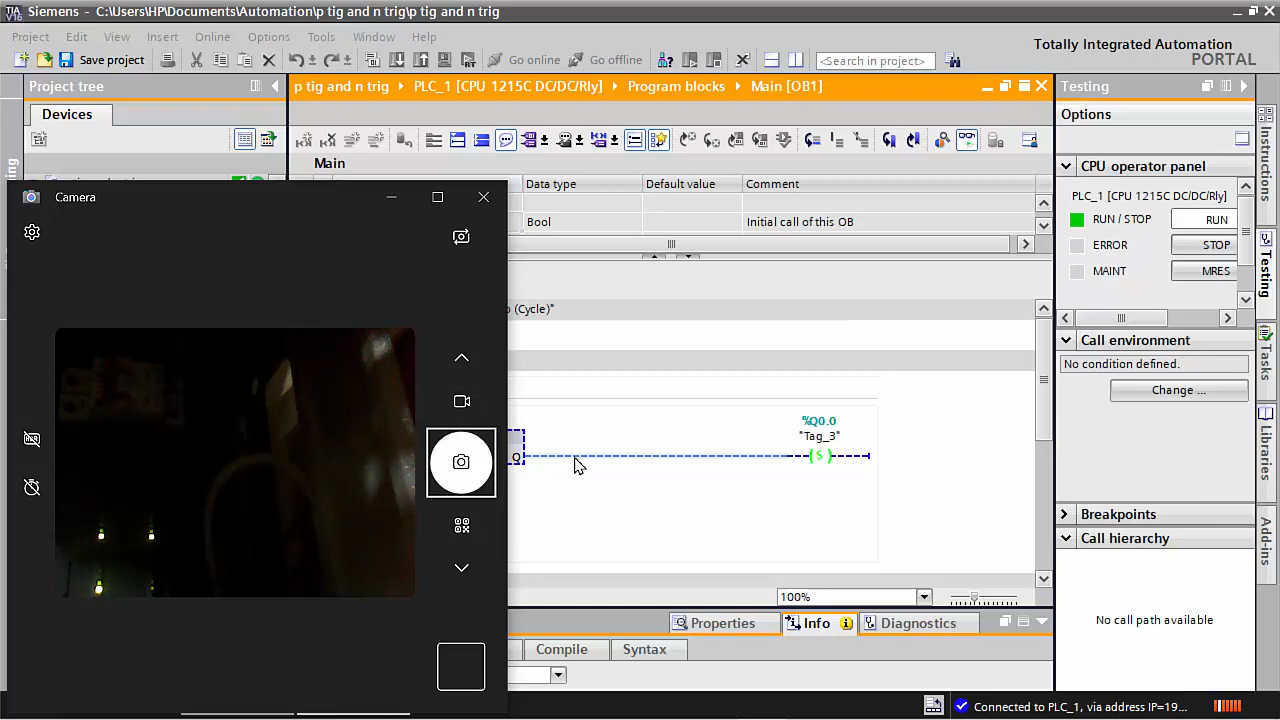 TIA V16 Siemens - C:\Users\HP\Documents\Automation\p tig and n trig\p tig and n trig
Project Edit View Insert Online Options Tools Window Help
Totally Integrated Automation
PORTAL
Save project
Go online
Go offline
<Search in project>
Project tree
p tig and n trig
PLC_1 [CPU 1215C DC/DC/Rly]
Program blocks
Main [OB1]
Testing
Devices
Options
Main
CPU operator panel
Data type
Default value
Comment
Bool
Initial call of this OB
PLC_1 [CPU 1215C DC/DC/Rly]
RUN / STOP
RUN
ERROR
STOP
MAINT
MRES
Camera
(Cycle)"
Call environment
No condition defined.
Change ...
%Q0.0
"Tag_3"
Q
S
Breakpoints
Call hierarchy
No call path available
100%
Properties
Info
Diagnostics
Compile
Syntax
Connected to PLC_1, via address IP=19...
Instructions
Testing
Tasks
Libraries
Add-ins